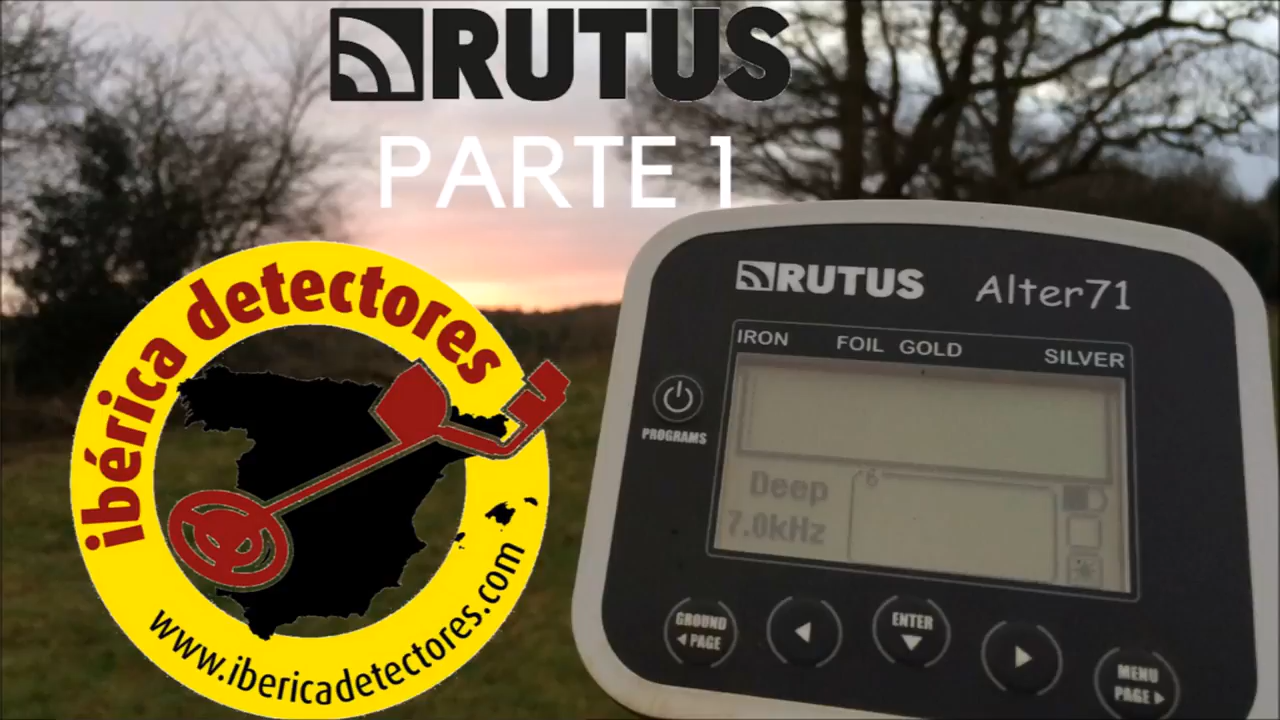 RUTUS
PARTE 1
ibérica detectores
www.ibericadetectores.com
RUTUS Alter71
IRON FOIL GOLD SILVER
PROGRAMS
6
Deep
7.0kHz
GROUND
PAGE
ENTER
MENU
PAGE